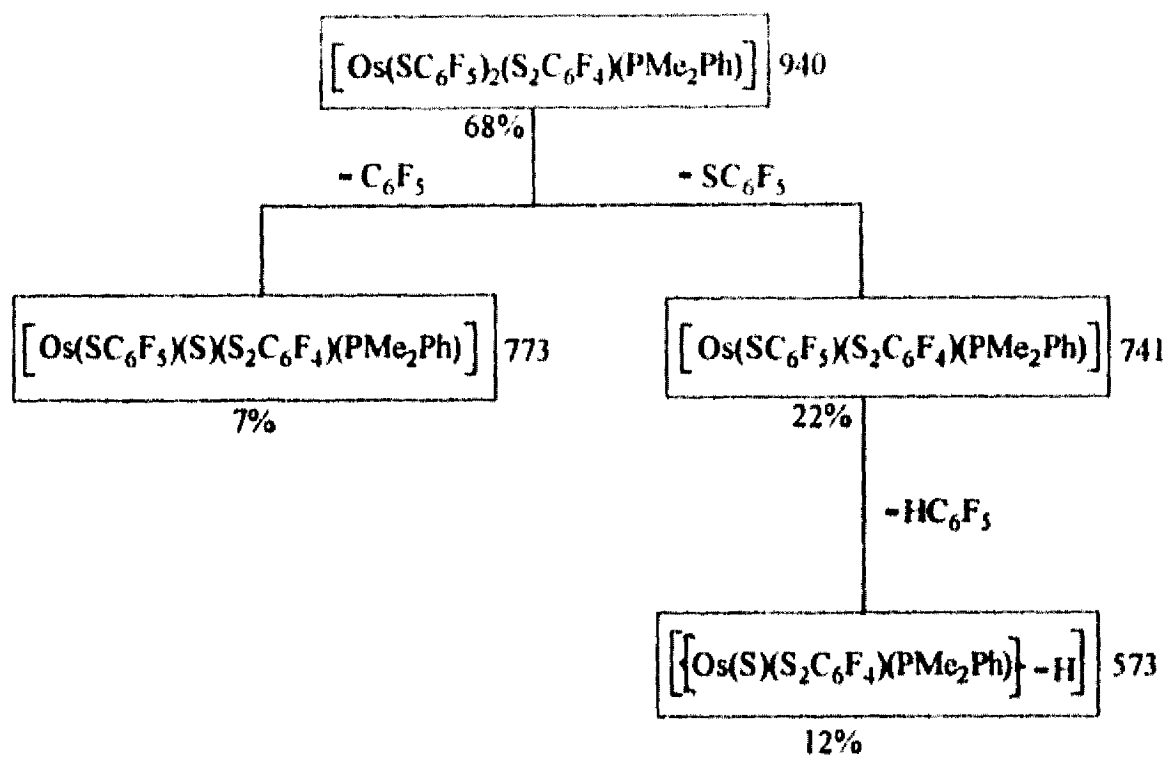 [Os(SC₆F₅)₂(S₂C₆F₄)(PMe₂Ph)] 940
68%
- C₆F₅
- SC₆F₅
[Os(SC₆F₅)(S)(S₂C₆F₄)(PMe₂Ph)] 773
7%
[Os(SC₆F₅)(S₂C₆F₄)(PMe₂Ph)] 741
22%
-HC₆F₅
[{Os(S)(S₂C₆F₄)(PMe₂Ph)} -H] 573
12%